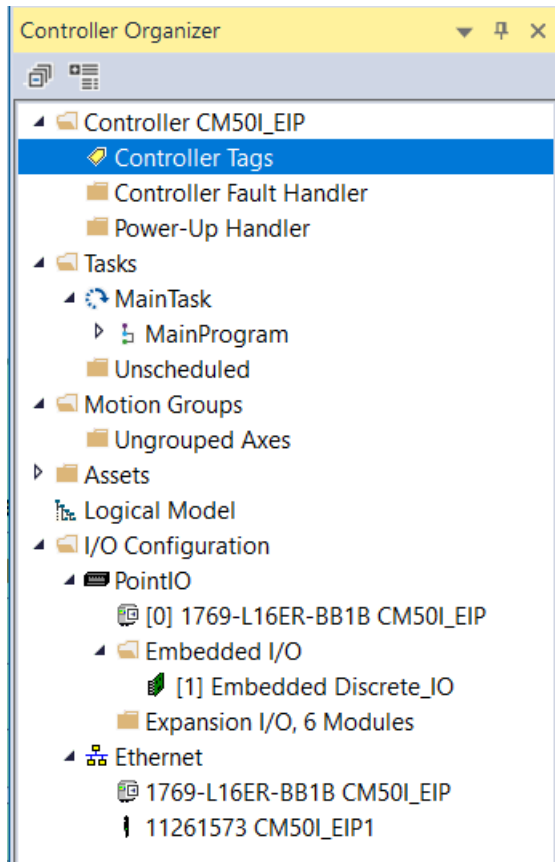 Controller Organizer
Controller CM50I_EIP
Controller Tags
Controller Fault Handler
Power-Up Handler
Tasks
MainTask
MainProgram
Unscheduled
Motion Groups
Ungrouped Axes
Assets
Logical Model
I/O Configuration
PointIO
[0] 1769-L16ER-BB1B CM50I_EIP
Embedded I/O
[1] Embedded Discrete_IO
Expansion I/O, 6 Modules
Ethernet
1769-L16ER-BB1B CM50I_EIP
11261573 CM50I_EIP1